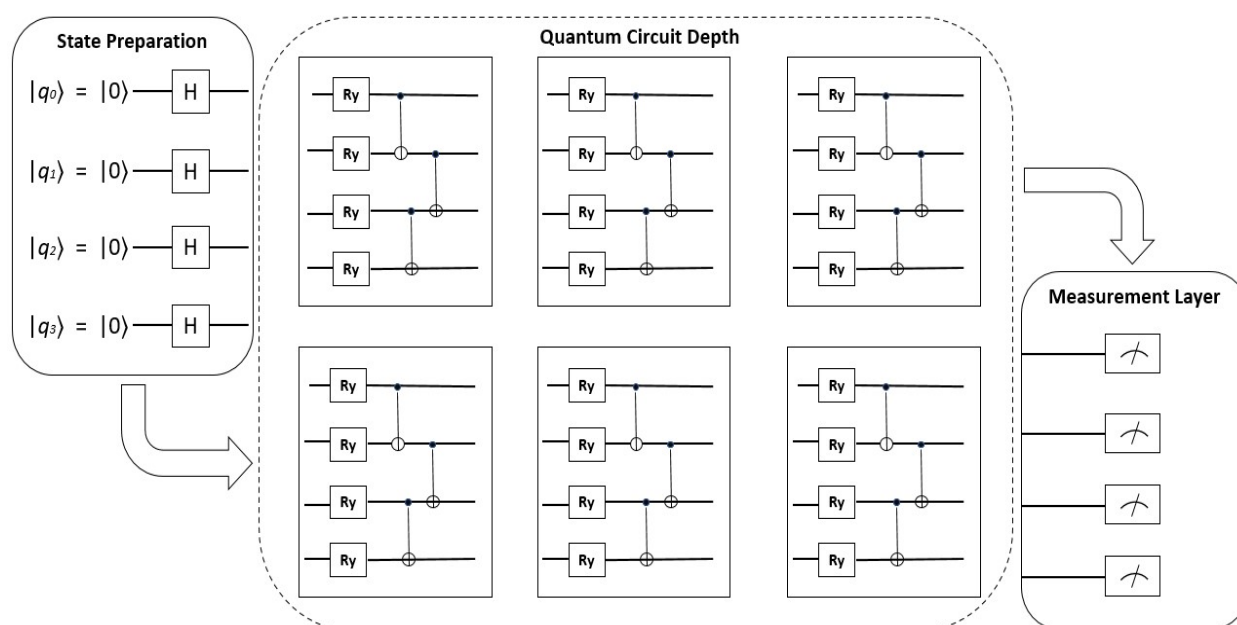 State Preparation
|q₀⟩ = |0⟩ H
|q₁⟩ = |0⟩ H
|q₂⟩ = |0⟩ H
|q₃⟩ = |0⟩ H
Quantum Circuit Depth
Ry Ry Ry
Ry Ry Ry
Ry Ry Ry
Ry Ry Ry
Ry Ry Ry
Ry Ry Ry
Ry Ry Ry
Ry Ry Ry
Measurement Layer